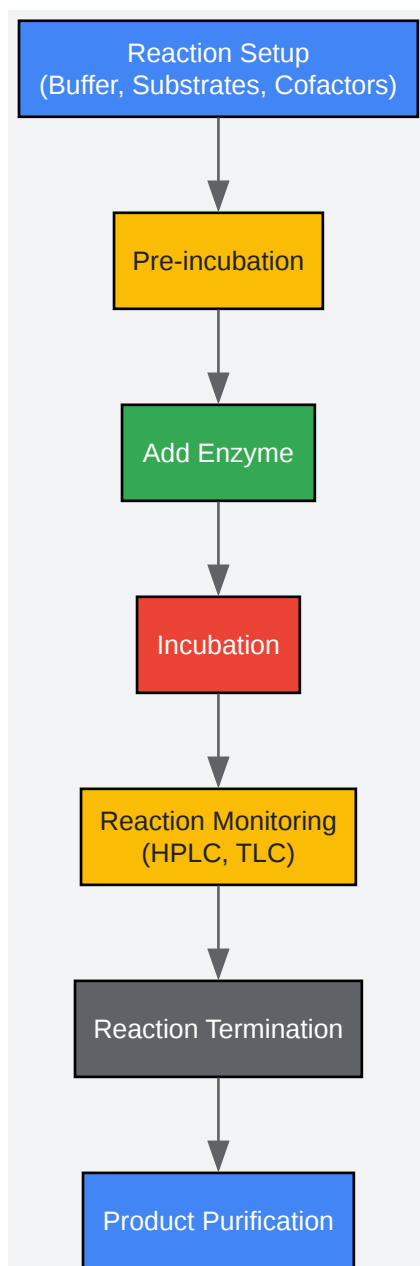 Reaction Setup
(Buffer, Substrates, Cofactors)
Pre-incubation
Add Enzyme
Incubation
Reaction Monitoring
(HPLC, TLC)
Reaction Termination
Product Purification